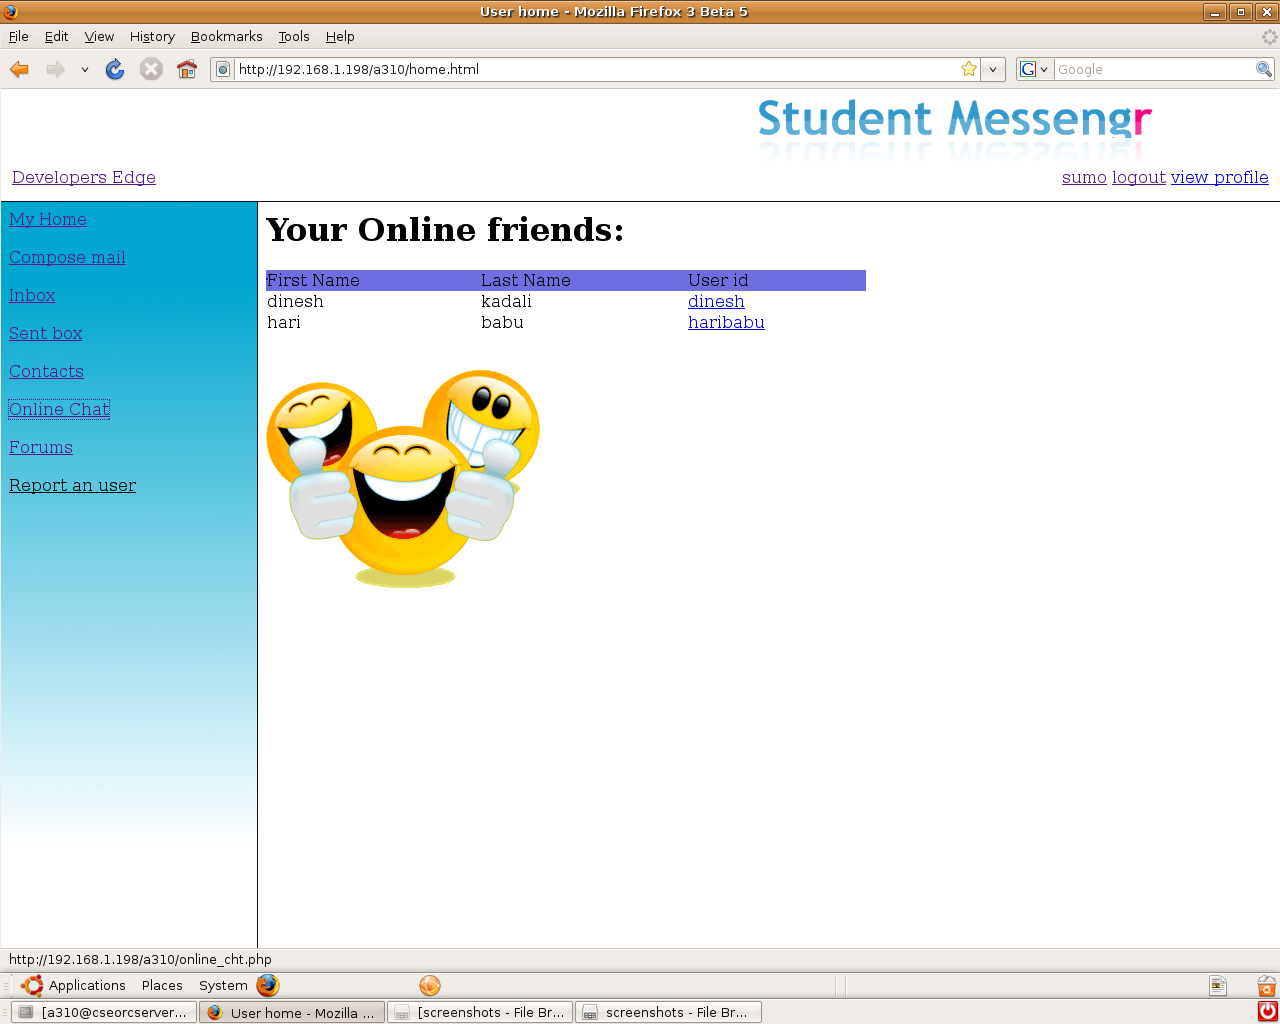 User home - Mozilla Firefox 3 Beta 5
File Edit View History Bookmarks Tools Help
http://192.168.1.198/a310/home.html
Google
Student Messengr
Developers Edge
sumo logout view profile
My Home
Compose mail
Inbox
Sent box
Contacts
Online Chat
Forums
Report an user
Your Online friends:
First Name Last Name User id
dinesh kadali dinesh
hari babu haribabu
http://192.168.1.198/a310/online_cht.php
Applications Places System
[a310@cseorcserver... User home - Mozilla ... [screenshots - File Br... screenshots - File Br...